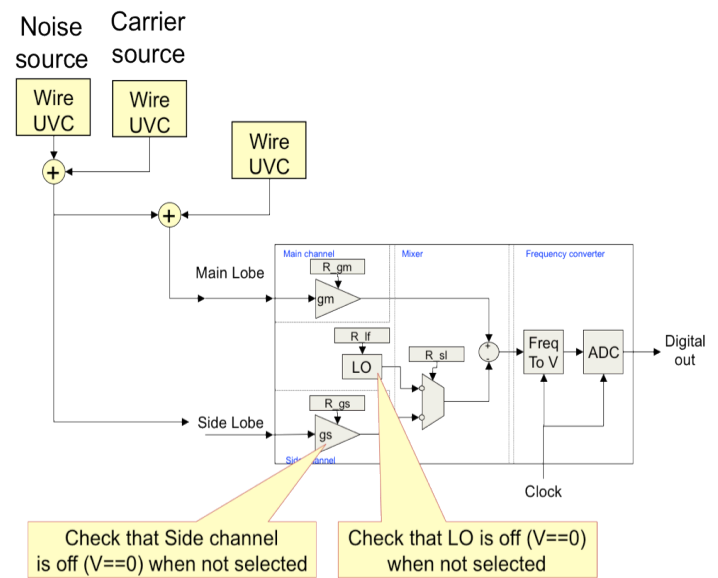 Noise
source
Carrier
source
Wire
UVC
Wire
UVC
Wire
UVC
+
+
Main Lobe
Main channel
R_gm
gm
Mixer
Frequency converter
R_lf
LO
R_sl
+
-
Freq
To V
ADC
Digital
out
Side Lobe
R_gs
gs
Clock
Check that Side channel
is off (V==0) when not selected
Check that LO is off (V==0)
when not selected